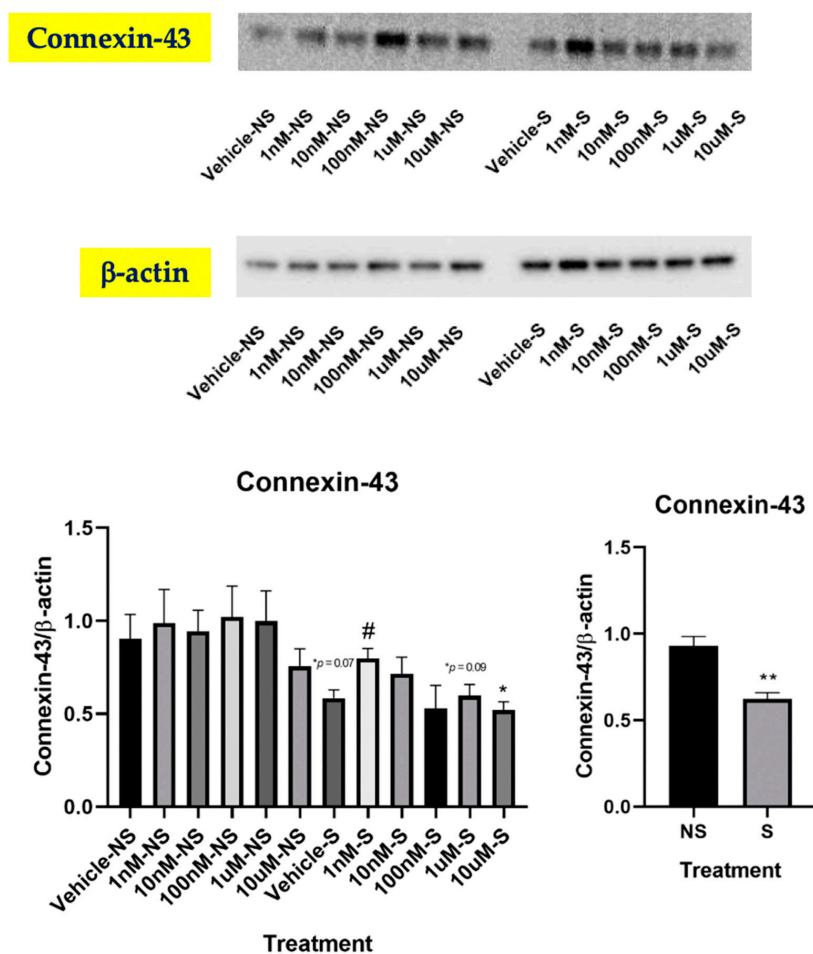 Connexin-43
Vehicle-NS
1nM-NS
10nM-NS
100nM-NS
1uM-NS
10uM-NS
Vehicle-S
1nM-S
10nM-S
100nM-S
1uM-S
10uM-S
β-actin
Vehicle-NS
1nM-NS
10nM-NS
100nM-NS
1uM-NS
10uM-NS
Vehicle-S
1nM-S
10nM-S
100nM-S
1uM-S
10uM-S
Connexin-43
Connexin-43/β-actin
1.5
1.0
0.5
0.0
*p = 0.07
#
*p = 0.09
*
Vehicle-NS
1nM-NS
10nM-NS
100nM-NS
1uM-NS
10uM-NS
Vehicle-S
1nM-S
10nM-S
100nM-S
1uM-S
10uM-S
Treatment
Connexin-43
Connexin-43/β-actin
1.5
1.0
0.5
0.0
**
NS
S
Treatment